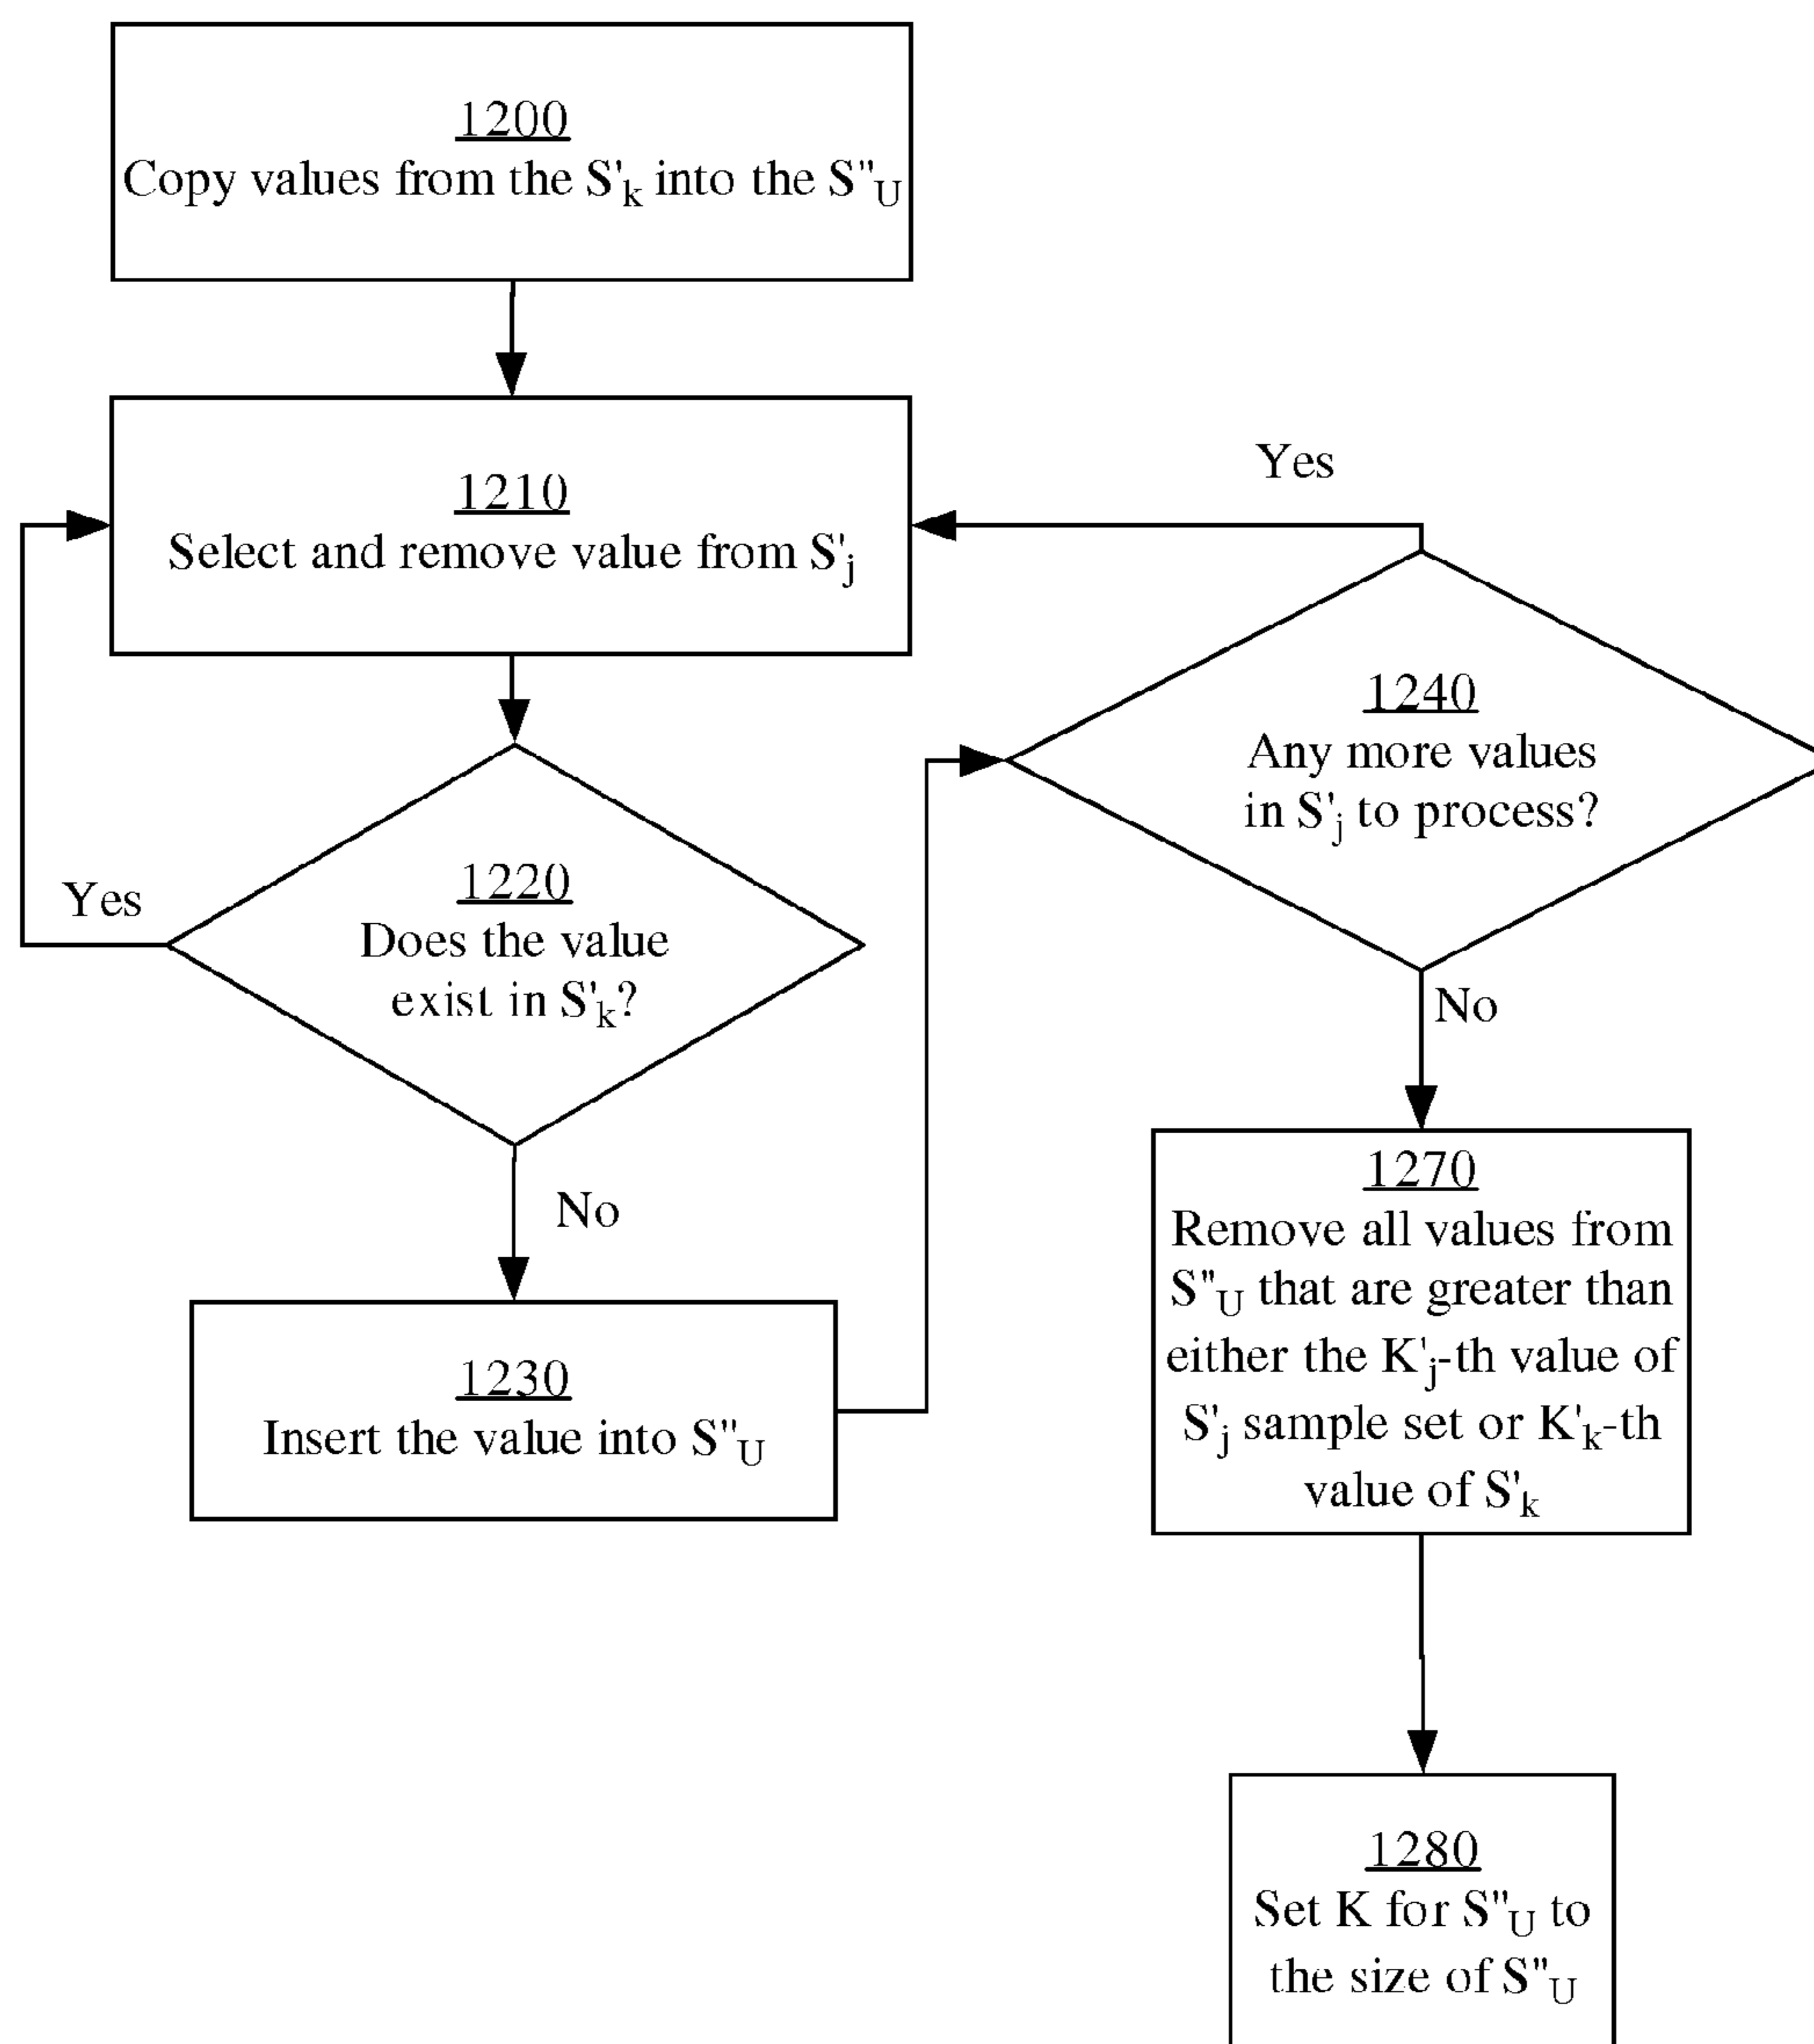 1200
Copy values from the S'k into the S"U
1210
Select and remove value from S'j
Yes
1220
Does the value
exist in S'k?
Yes
No
1230
Insert the value into S"U
1240
Any more values
in S'j to process?
No
1270
Remove all values from
S"U that are greater than
either the K'j-th value of
S'j sample set or K'k-th
value of S'k
1280
Set K for S"U to
the size of S"U